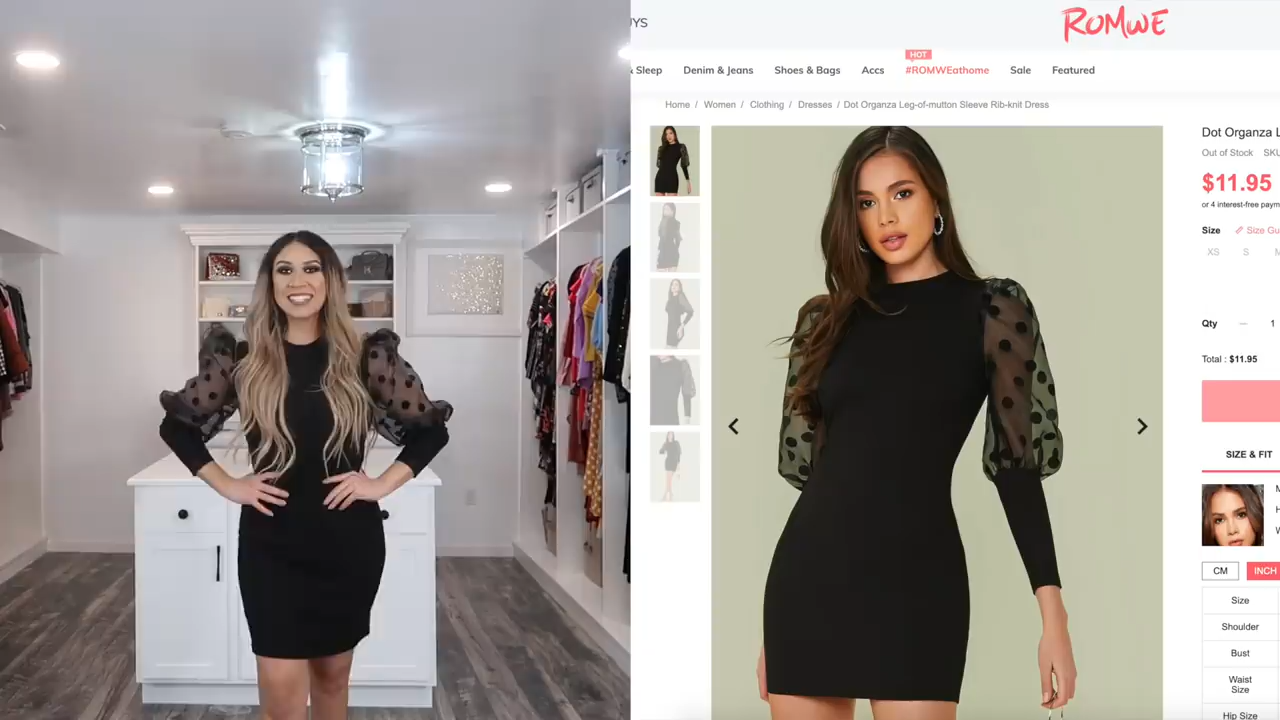 JYS
ROMWE
HOT
& Sleep Denim & Jeans Shoes & Bags Accs #ROMWEathome Sale Featured
Home / Women / Clothing / Dresses / Dot Organza Leg-of-mutton Sleeve Rib-knit Dress
Dot Organza L
Out of Stock SKU
$11.95
or 4 interest-free paym
Size Size Gu
XS S M
Qty — 1
Total : $11.95
SIZE & FIT
M
H
W
CM INCH
Size
Shoulder
Bust
Waist
Size
Hip Size